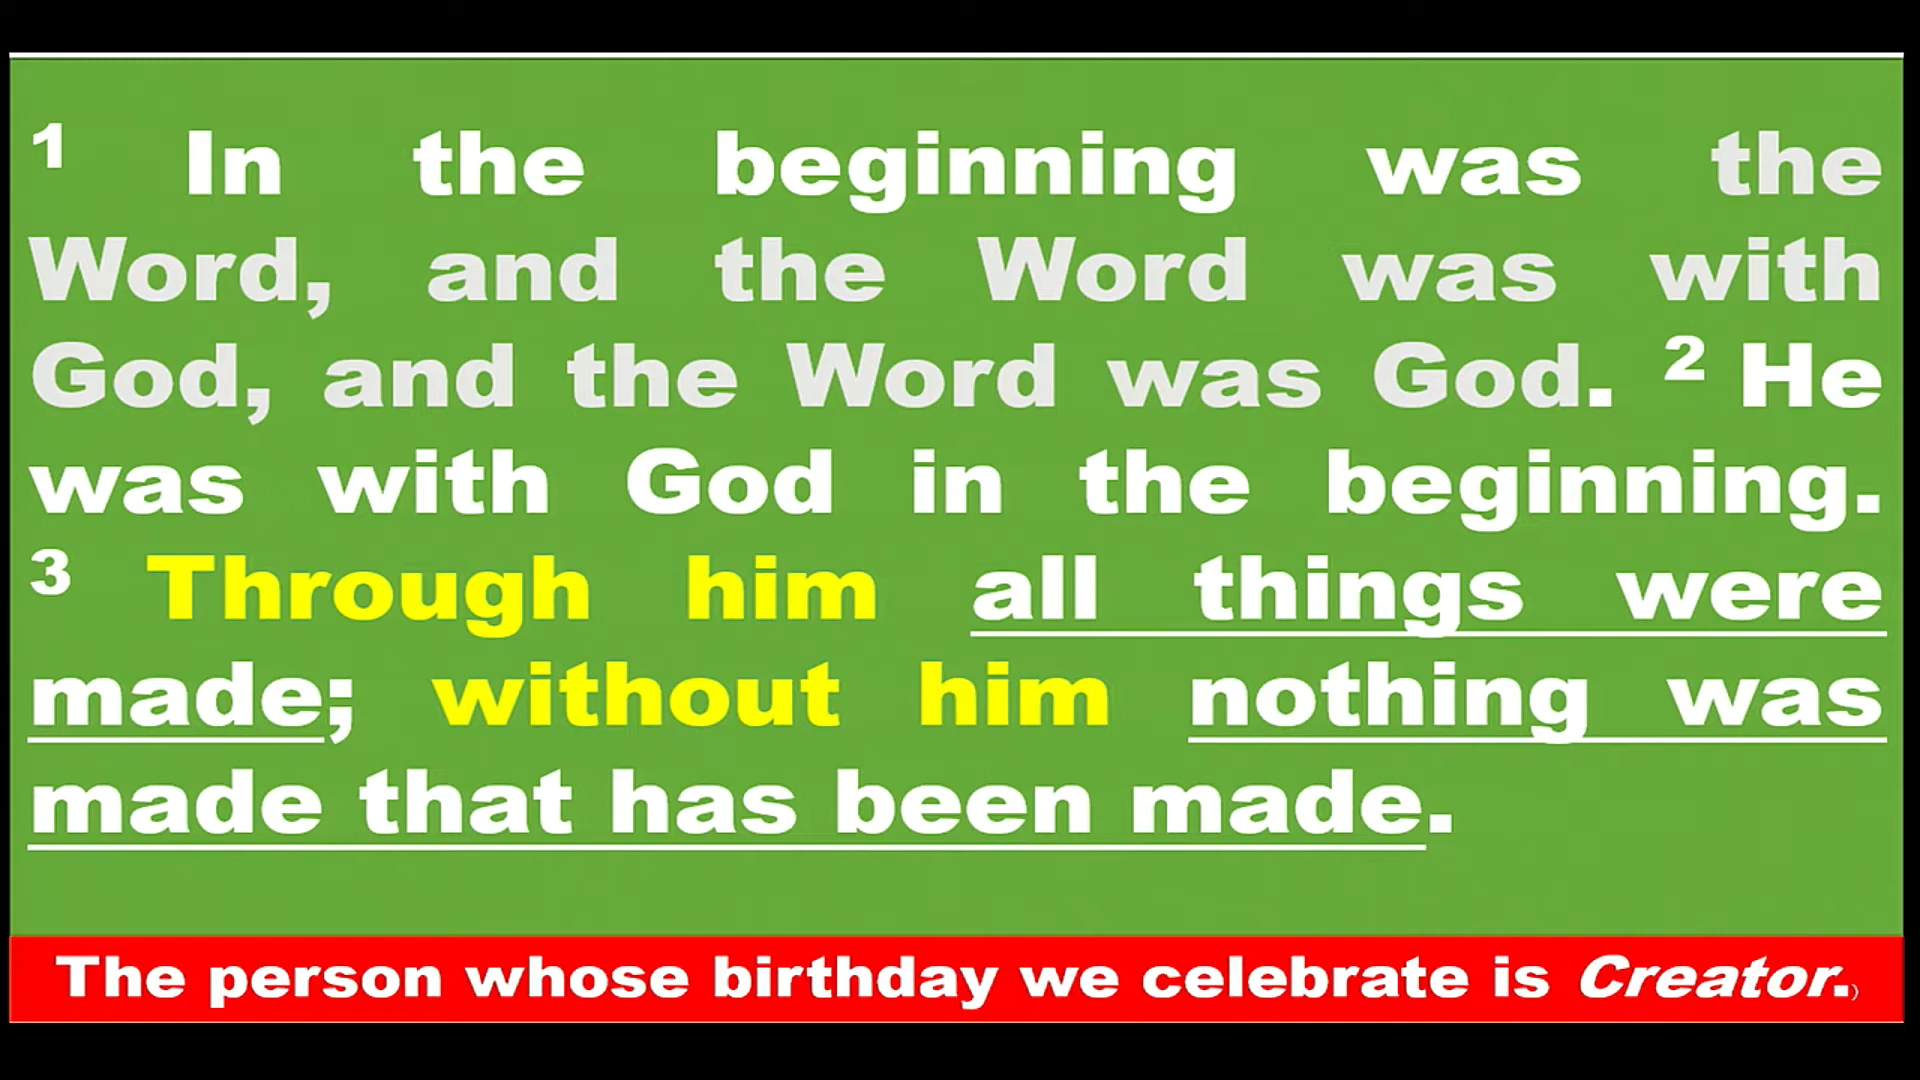 1 In the beginning was the
Word, and the Word was with
God, and the Word was God. 2 He
was with God in the beginning.
3 Through him all things were
made; without him nothing was
made that has been made.
The person whose birthday we celebrate is Creator.)